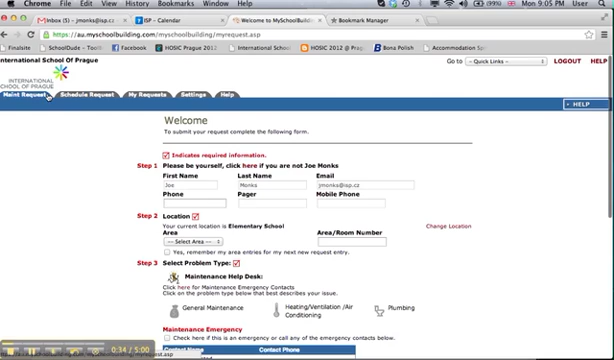 Chrome File Edit View History Bookmarks Window Help Mon 9:05 PM User
Inbox (5) - jmonks@isp.c ISP - Calendar Welcome to MySchoolBuildin Bookmark Manager
https://au.myschoolbuilding.com/myschoolbuilding/myrequest.asp
Finalsite SchoolDude - Toolbo Facebook HOSIC Prague 2012 International School HOSIC 12 @ Prague Bona Polish Accommodation Sp
International School Of Prague
Go to -- Quick Links -- LOGOUT HELP
INTERNATIONAL
SCHOOL OF PRAGUE
Maint Request Schedule Request My Requests Settings Help
HELP
Welcome
To submit your request complete the following form.
Indicates required information.
Step 1 Please be yourself, click here if you are not Joe Monks
First Name Last Name Email
Joe Monks jmonks@isp.cz
Phone Pager Mobile Phone
Step 2 Location
Your current location is Elementary School Change Location
Area Area/Room Number
-- Select Area --
Yes, remember my area entries for my next new request entry.
Step 3 Select Problem Type:
Maintenance Help Desk:
Click here for Maintenance Emergency Contacts
Click on the problem type below that best describes your issue.
General Maintenance Heating/Ventilation /Air Conditioning Plumbing
Maintenance Emergency
Check here if this is an emergency or call any of the emergency contacts below.
Contact Name Contact Phone
0:34 / 5:00